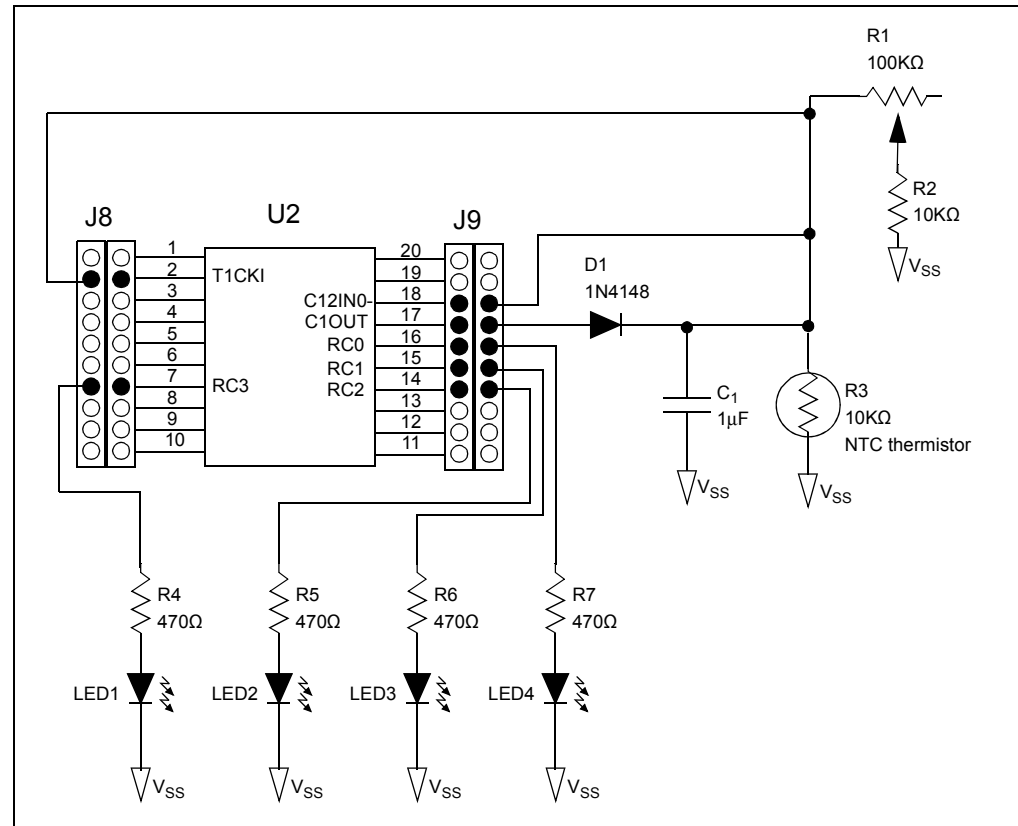 R1
100KΩ
R2
10KΩ
VSS
J8
U2
J9
D1
1N4148
1
2
3
4
5
6
7
8
9
10
T1CKI
RC3
C12IN0-
C1OUT
RC0
RC1
RC2
20
19
18
17
16
15
14
13
12
11
C1
1μF
VSS
R3
10KΩ
NTC thermistor
VSS
R4
470Ω
R5
470Ω
R6
470Ω
R7
470Ω
LED1
LED2
LED3
LED4
VSS
VSS
VSS
VSS